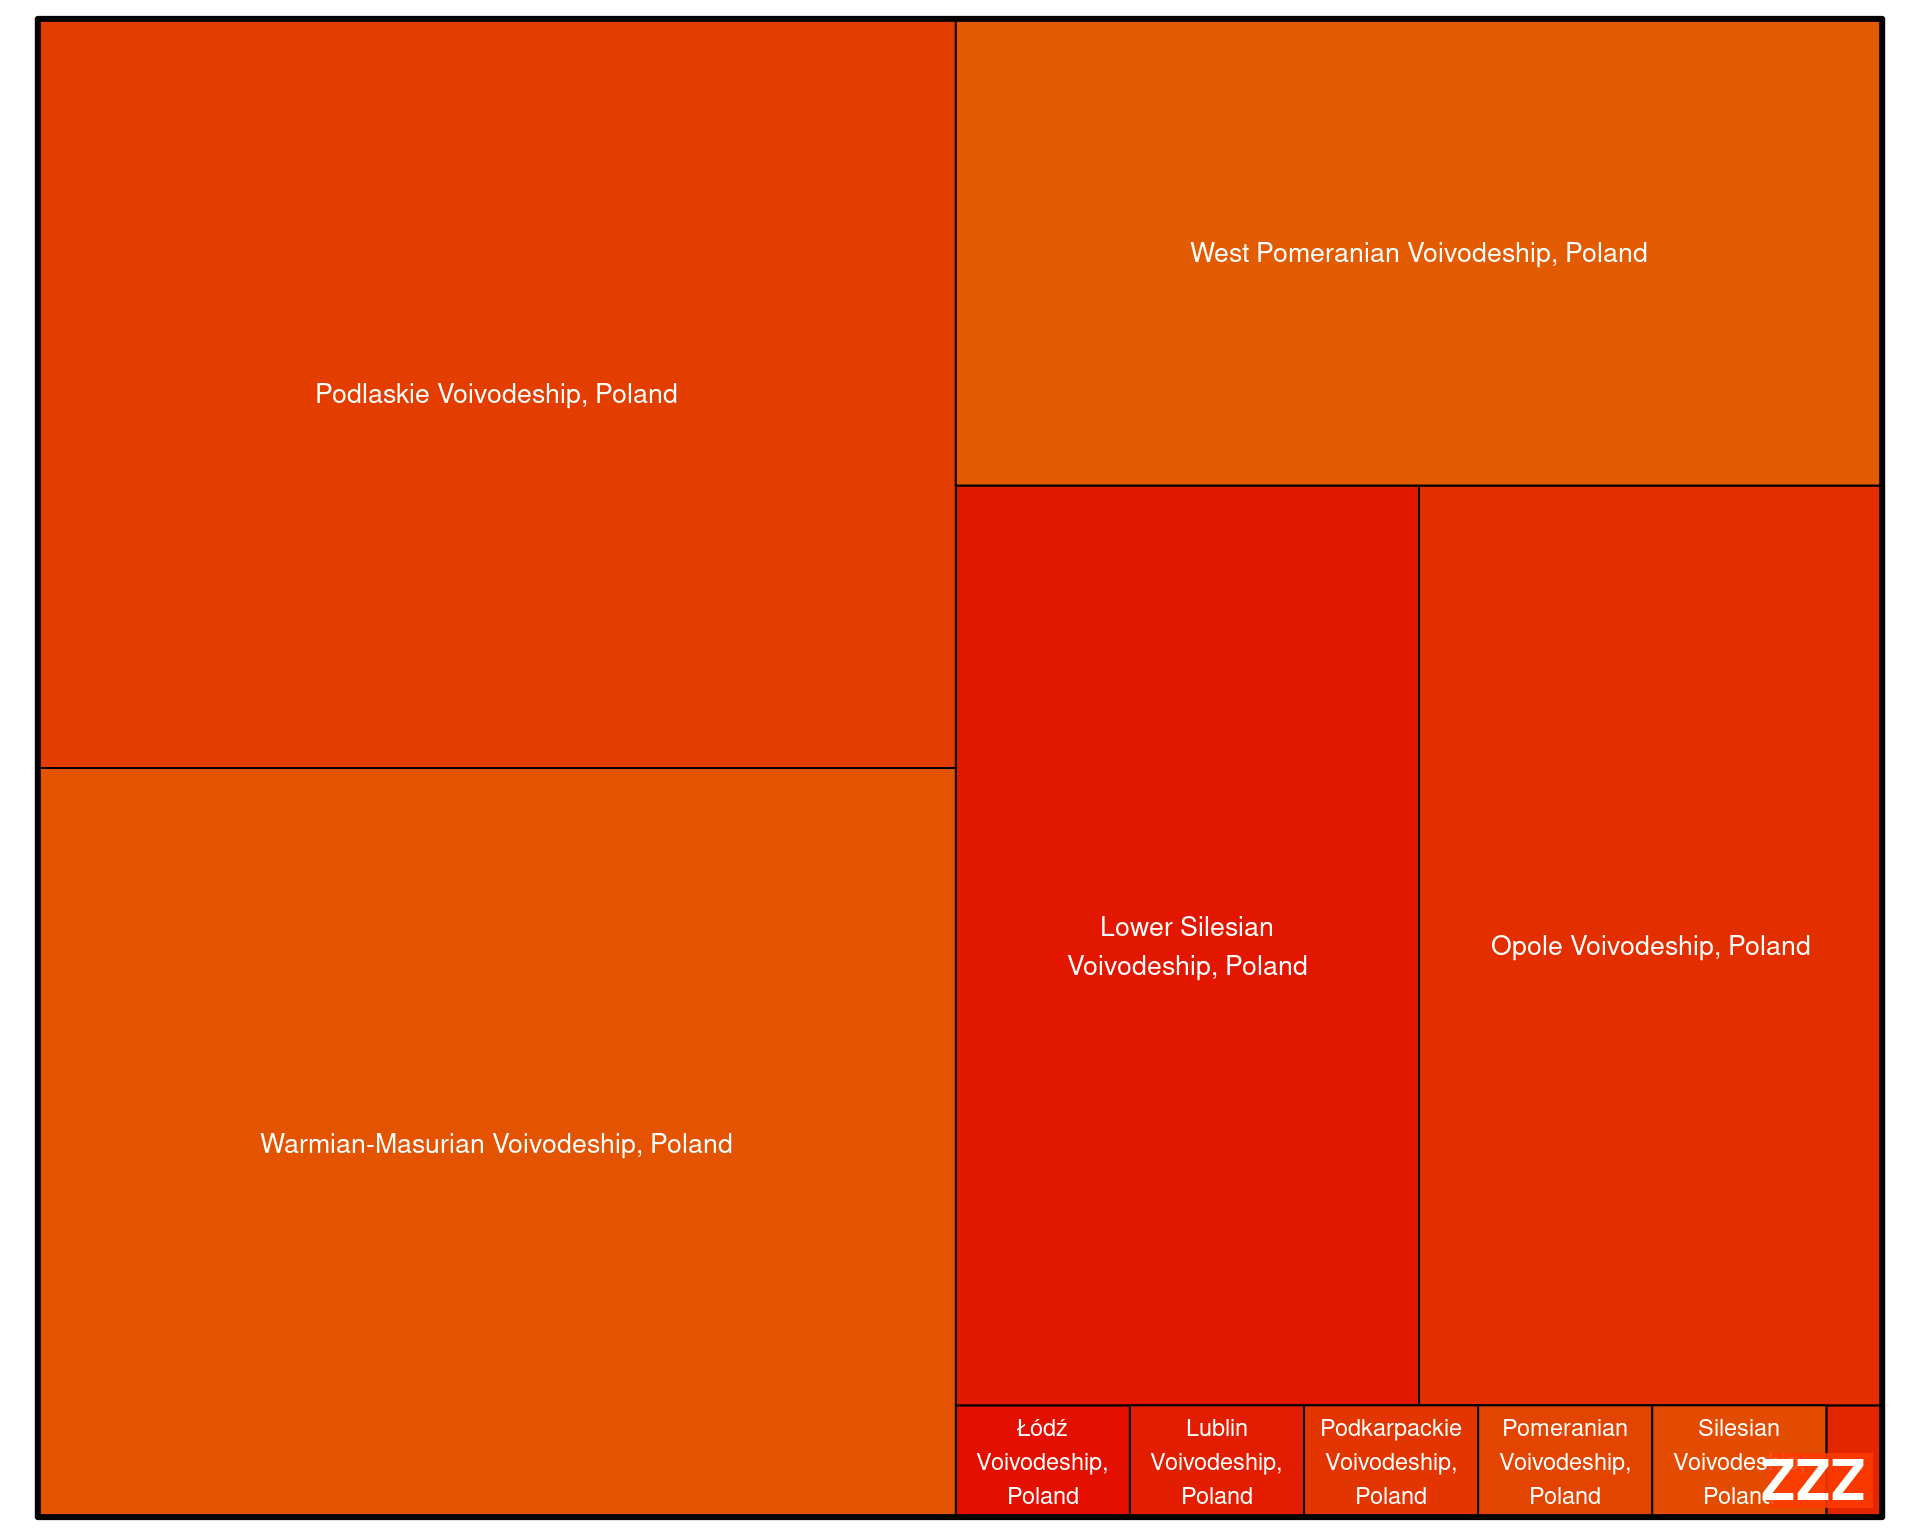 Podlaskie Voivodeship, Poland
West Pomeranian Voivodeship, Poland
Warmian-Masurian Voivodeship, Poland
Lower Silesian
Voivodeship, Poland
Opole Voivodeship, Poland
Łódź
Voivodeship,
Poland
Lublin
Voivodeship,
Poland
Podkarpackie
Voivodeship,
Poland
Pomeranian
Voivodeship,
Poland
Silesian
Poland
ZZZ